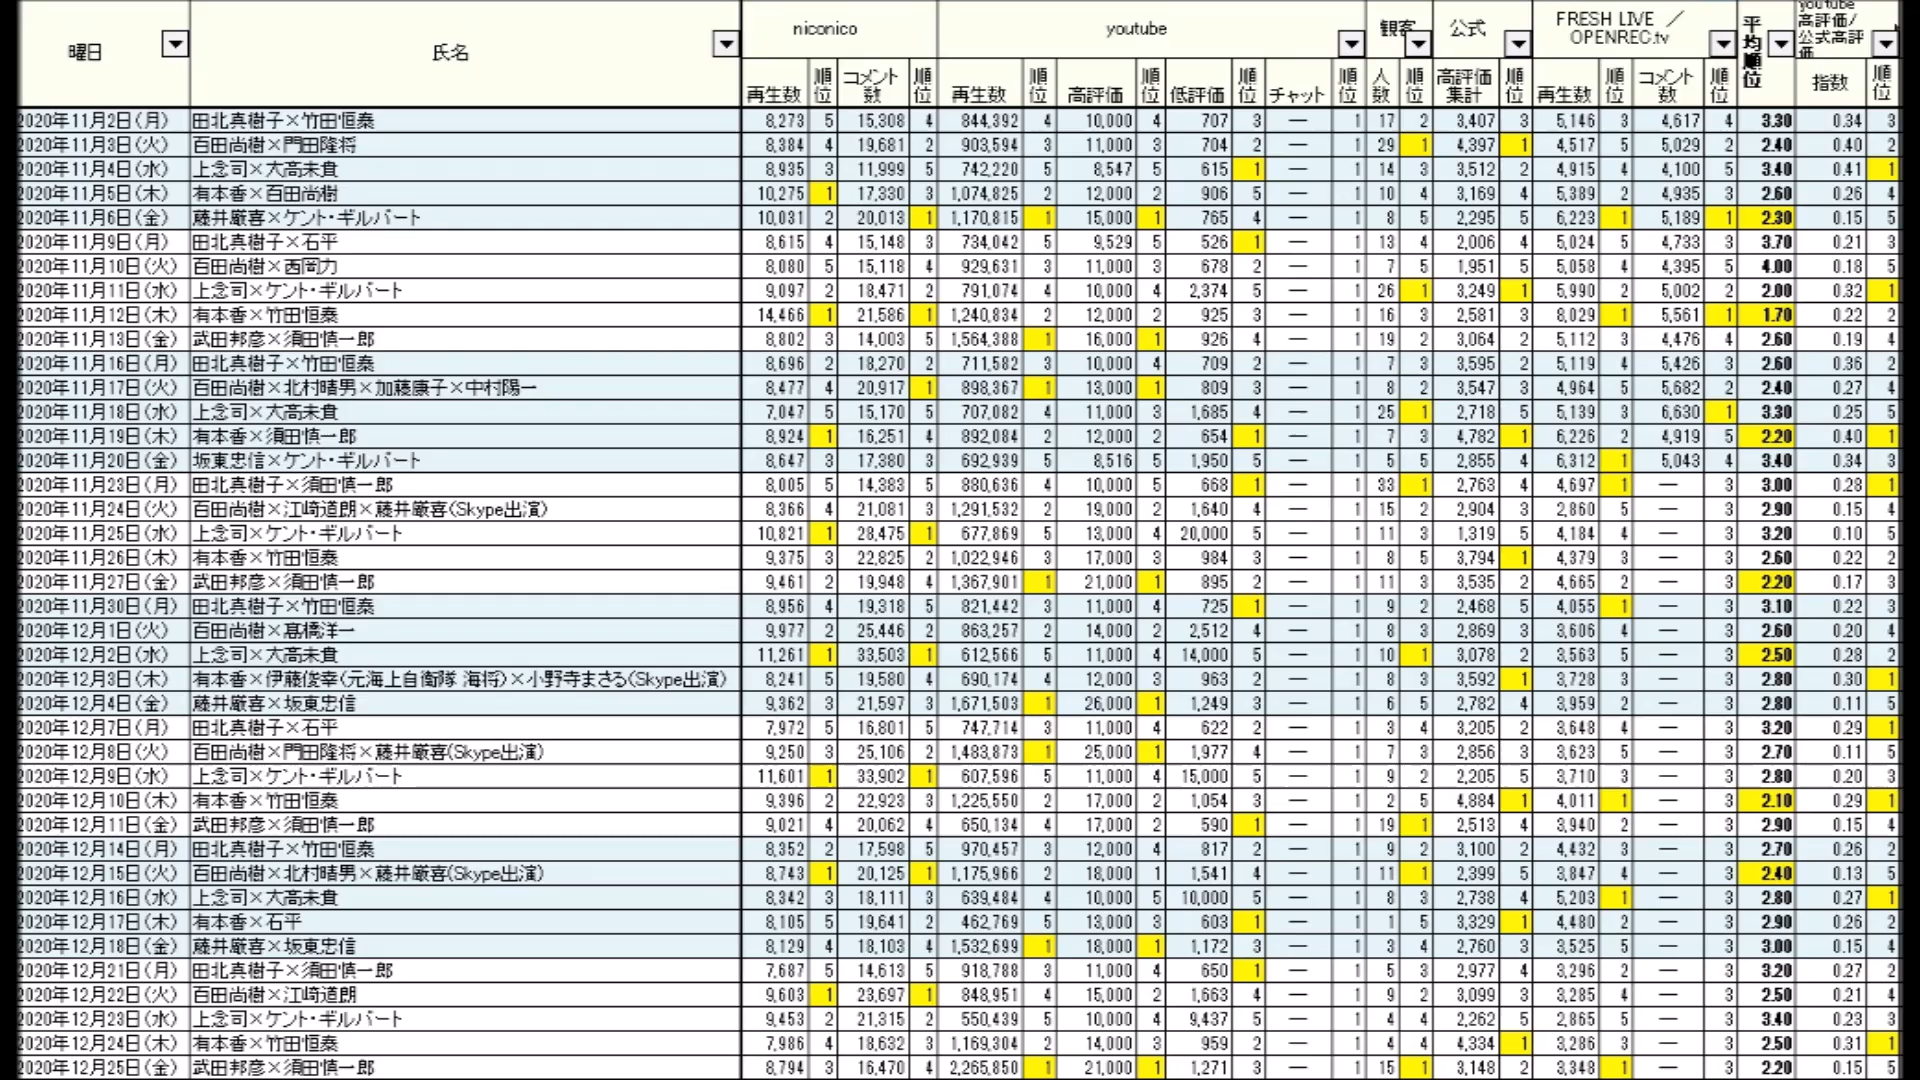 曜日 氏名 niconico youtube 観客 公式 FRESH LIVE ／ OPENREC.tv 平均順位 youtube高評価/公式高評価
再生数 順位 コメント数 順位 再生数 順位 高評価 順位 低評価 順位 チャット 順位 人数 順位 高評価集計 順位 再生数 順位 コメント数 順位 指数 順位
2020年11月2日(月) 田北真樹子×竹田恒泰 8,273 5 15,308 4 844,392 4 10,000 4 707 3 — 1 17 2 3,407 3 5,146 3 4,617 4 3.30 0.34 3
2020年11月3日(火) 百田尚樹×門田隆将 8,384 4 19,681 2 903,594 3 11,000 3 704 2 — 1 29 1 4,397 1 4,517 5 5,029 2 2.40 0.40 2
2020年11月4日(水) 上念司×大高未貴 8,935 3 11,999 5 742,220 5 8,547 5 615 1 — 1 14 3 3,512 2 4,915 4 4,100 5 3.40 0.41 1
2020年11月5日(木) 有本香×百田尚樹 10,275 1 17,330 3 1,074,825 2 12,000 2 906 5 — 1 10 4 3,169 4 5,389 2 4,935 3 2.60 0.26 4
2020年11月6日(金) 藤井厳喜×ケント・ギルバート 10,031 2 20,013 1 1,170,815 1 15,000 1 765 4 — 1 8 5 2,295 5 6,223 1 5,189 1 2.30 0.15 5
2020年11月9日(月) 田北真樹子×石平 8,615 4 15,148 3 734,042 5 9,529 5 526 1 — 1 13 4 2,006 4 5,024 5 4,733 3 3.70 0.21 3
2020年11月10日(火) 百田尚樹×西岡力 8,080 5 15,118 4 929,631 3 11,000 3 678 2 — 1 7 5 1,951 5 5,058 4 4,395 5 4.00 0.18 5
2020年11月11日(水) 上念司×ケント・ギルバート 9,097 2 18,471 2 791,074 4 10,000 4 2,374 5 — 1 26 1 3,249 1 5,990 2 5,002 2 2.00 0.32 1
2020年11月12日(木) 有本香×竹田恒泰 14,466 1 21,586 1 1,240,834 2 12,000 2 925 3 — 1 16 3 2,581 3 8,029 1 5,561 1 1.70 0.22 2
2020年11月13日(金) 武田邦彦×須田慎一郎 8,802 3 14,003 5 1,564,388 1 16,000 1 926 4 — 1 19 2 3,064 2 5,112 3 4,476 4 2.60 0.19 4
2020年11月16日(月) 田北真樹子×竹田恒泰 8,696 2 18,270 2 711,582 3 10,000 4 709 2 — 1 7 3 3,595 2 5,119 4 5,426 3 2.60 0.36 2
2020年11月17日(火) 百田尚樹×北村晴男×加藤康子×中村陽一 8,477 4 20,917 1 898,367 1 13,000 1 809 3 — 1 8 2 3,547 3 4,964 5 5,682 2 2.40 0.27 4
2020年11月18日(水) 上念司×大高未貴 7,047 5 15,170 5 707,082 4 11,000 3 1,685 4 — 1 25 1 2,718 5 5,139 3 6,630 1 3.30 0.25 5
2020年11月19日(木) 有本香×須田慎一郎 8,924 1 16,251 4 892,084 2 12,000 2 654 1 — 1 7 3 4,782 1 6,226 2 4,919 5 2.20 0.40 1
2020年11月20日(金) 坂東忠信×ケント・ギルバート 8,647 3 17,380 3 692,939 5 8,516 5 1,950 5 — 1 5 5 2,855 4 6,312 1 5,043 4 3.40 0.34 3
2020年11月23日(月) 田北真樹子×須田慎一郎 8,005 5 14,383 5 880,636 4 10,000 5 668 1 — 1 33 1 2,763 4 4,697 1 — 3 3.00 0.28 1
2020年11月24日(火) 百田尚樹×江崎道朗×藤井厳喜(Skype出演) 8,366 4 21,081 3 1,291,532 2 19,000 2 1,640 4 — 1 15 2 2,904 3 2,860 5 — 3 2.90 0.15 4
2020年11月25日(水) 上念司×ケント・ギルバート 10,821 1 28,475 1 677,869 5 13,000 4 20,000 5 — 1 11 3 1,319 5 4,184 4 — 3 3.20 0.10 5
2020年11月26日(木) 有本香×竹田恒泰 9,375 3 22,825 2 1,022,946 3 17,000 3 984 3 — 1 8 5 3,794 1 4,379 3 — 3 2.60 0.22 2
2020年11月27日(金) 武田邦彦×須田慎一郎 9,461 2 19,948 4 1,367,901 1 21,000 1 895 2 — 1 11 3 3,535 2 4,665 2 — 3 2.20 0.17 3
2020年11月30日(月) 田北真樹子×竹田恒泰 8,956 4 19,318 5 821,442 3 11,000 4 725 1 — 1 9 2 2,468 5 4,055 1 — 3 3.10 0.22 3
2020年12月1日(火) 百田尚樹×髙橋洋一 9,977 2 25,446 2 863,257 2 14,000 2 2,512 4 — 1 8 3 2,869 3 3,606 4 — 3 2.60 0.20 4
2020年12月2日(水) 上念司×大高未貴 11,261 1 33,503 1 612,566 5 11,000 4 14,000 5 — 1 10 1 3,078 2 3,563 5 — 3 2.50 0.28 2
2020年12月3日(木) 有本香×伊藤俊幸(元海上自衛隊 海将)×小野寺まさる(Skype出演) 8,241 5 19,580 4 690,174 4 12,000 3 963 2 — 1 8 3 3,592 1 3,728 3 — 3 2.80 0.30 1
2020年12月4日(金) 藤井厳喜×坂東忠信 9,362 3 21,597 3 1,671,503 1 26,000 1 1,249 3 — 1 6 5 2,782 4 3,959 2 — 3 2.80 0.11 5
2020年12月7日(月) 田北真樹子×石平 7,972 5 16,801 5 747,714 3 11,000 4 622 2 — 1 3 4 3,205 2 3,648 4 — 3 3.20 0.29 1
2020年12月8日(火) 百田尚樹×門田隆将×藤井厳喜(Skype出演) 9,250 3 25,106 2 1,483,873 1 25,000 1 1,977 4 — 1 7 3 2,856 3 3,623 5 — 3 2.70 0.11 5
2020年12月9日(水) 上念司×ケント・ギルバート 11,601 1 33,902 1 607,596 5 11,000 4 15,000 5 — 1 9 2 2,205 5 3,710 3 — 3 2.80 0.20 3
2020年12月10日(木) 有本香×竹田恒泰 9,396 2 22,923 3 1,225,550 2 17,000 2 1,054 3 — 1 2 5 4,884 1 4,011 1 — 3 2.10 0.29 1
2020年12月11日(金) 武田邦彦×須田慎一郎 9,021 4 20,062 4 650,134 4 17,000 2 590 1 — 1 19 1 2,513 4 3,940 2 — 3 2.90 0.15 4
2020年12月14日(月) 田北真樹子×竹田恒泰 8,352 2 17,598 5 970,457 3 12,000 4 817 2 — 1 9 2 3,100 2 4,432 3 — 3 2.70 0.26 2
2020年12月15日(火) 百田尚樹×北村晴男×藤井厳喜(Skype出演) 8,743 1 20,125 1 1,175,966 2 18,000 1 1,541 4 — 1 11 1 2,399 5 3,847 4 — 3 2.40 0.13 5
2020年12月16日(水) 上念司×大高未貴 8,342 3 18,111 3 639,484 4 10,000 5 10,000 5 — 1 8 3 2,738 4 5,203 1 — 3 2.80 0.27 1
2020年12月17日(木) 有本香×石平 8,105 5 19,641 2 462,769 5 13,000 3 603 1 — 1 1 5 3,329 1 4,480 2 — 3 2.90 0.26 2
2020年12月18日(金) 藤井厳喜×坂東忠信 8,129 4 18,103 4 1,532,699 1 18,000 1 1,172 3 — 1 3 4 2,760 3 3,525 5 — 3 3.00 0.15 4
2020年12月21日(月) 田北真樹子×須田慎一郎 7,687 5 14,613 5 918,788 3 11,000 4 650 1 — 1 5 3 2,977 4 3,296 2 — 3 3.20 0.27 2
2020年12月22日(火) 百田尚樹×江崎道朗 9,603 1 23,697 1 848,951 4 15,000 2 1,663 4 — 1 9 2 3,099 3 3,285 4 — 3 2.50 0.21 4
2020年12月23日(水) 上念司×ケント・ギルバート 9,453 2 21,315 2 550,439 5 10,000 4 9,437 5 — 1 4 4 2,262 5 2,865 5 — 3 3.40 0.23 3
2020年12月24日(木) 有本香×竹田恒泰 7,986 4 18,632 3 1,169,304 2 14,000 3 959 2 — 1 4 4 4,334 1 3,286 3 — 3 2.50 0.31 1
2020年12月25日(金) 武田邦彦×須田慎一郎 8,794 3 16,470 4 2,265,850 1 21,000 1 1,271 3 — 1 15 1 3,148 2 3,348 1 — 3 2.20 0.15 5